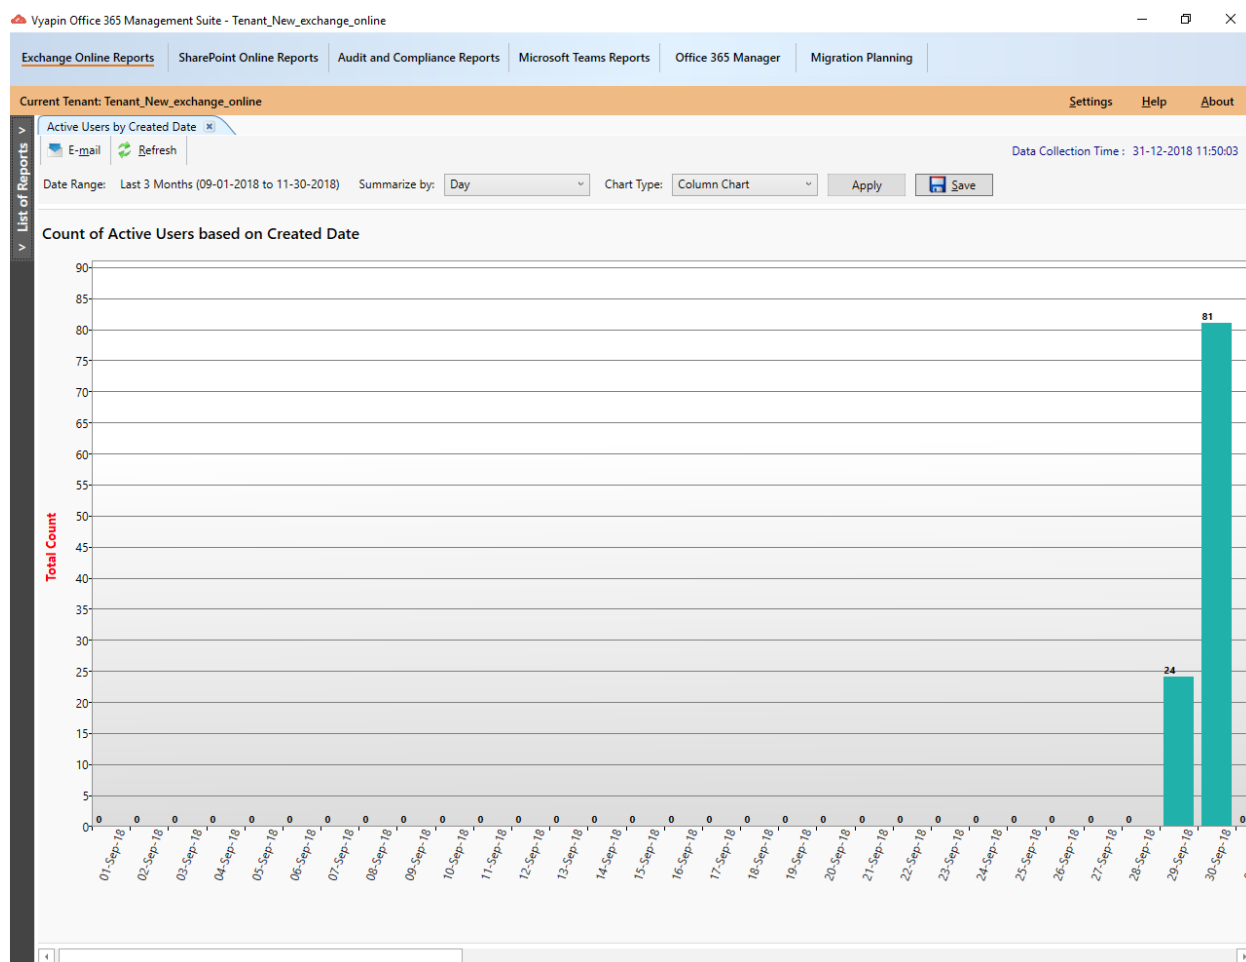 Vyapin Office 365 Management Suite - Tenant_New_exchange_online
Exchange Online Reports SharePoint Online Reports Audit and Compliance Reports Microsoft Teams Reports Office 365 Manager Migration Planning
Current Tenant: Tenant_New_exchange_online Settings Help About
> List of Reports >
Active Users by Created Date
E-mail Refresh Data Collection Time : 31-12-2018 11:50:03
Date Range: Last 3 Months (09-01-2018 to 11-30-2018) Summarize by: Day Chart Type: Column Chart Apply Save
Count of Active Users based on Created Date
Total Count
90
85
80
75
70
65
60
55
50
45
40
35
30
25
20
15
10
5
0
0 0 0 0 0 0 0 0 0 0 0 0 0 0 0 0 0 0 0 0 0 0 0 0 0 0 0 0 24 81 0
01-Sep-18 02-Sep-18 03-Sep-18 04-Sep-18 05-Sep-18 06-Sep-18 07-Sep-18 08-Sep-18 09-Sep-18 10-Sep-18 11-Sep-18 12-Sep-18 13-Sep-18 14-Sep-18 15-Sep-18 16-Sep-18 17-Sep-18 18-Sep-18 19-Sep-18 20-Sep-18 21-Sep-18 22-Sep-18 23-Sep-18 24-Sep-18 25-Sep-18 26-Sep-18 27-Sep-18 28-Sep-18 29-Sep-18 30-Sep-18